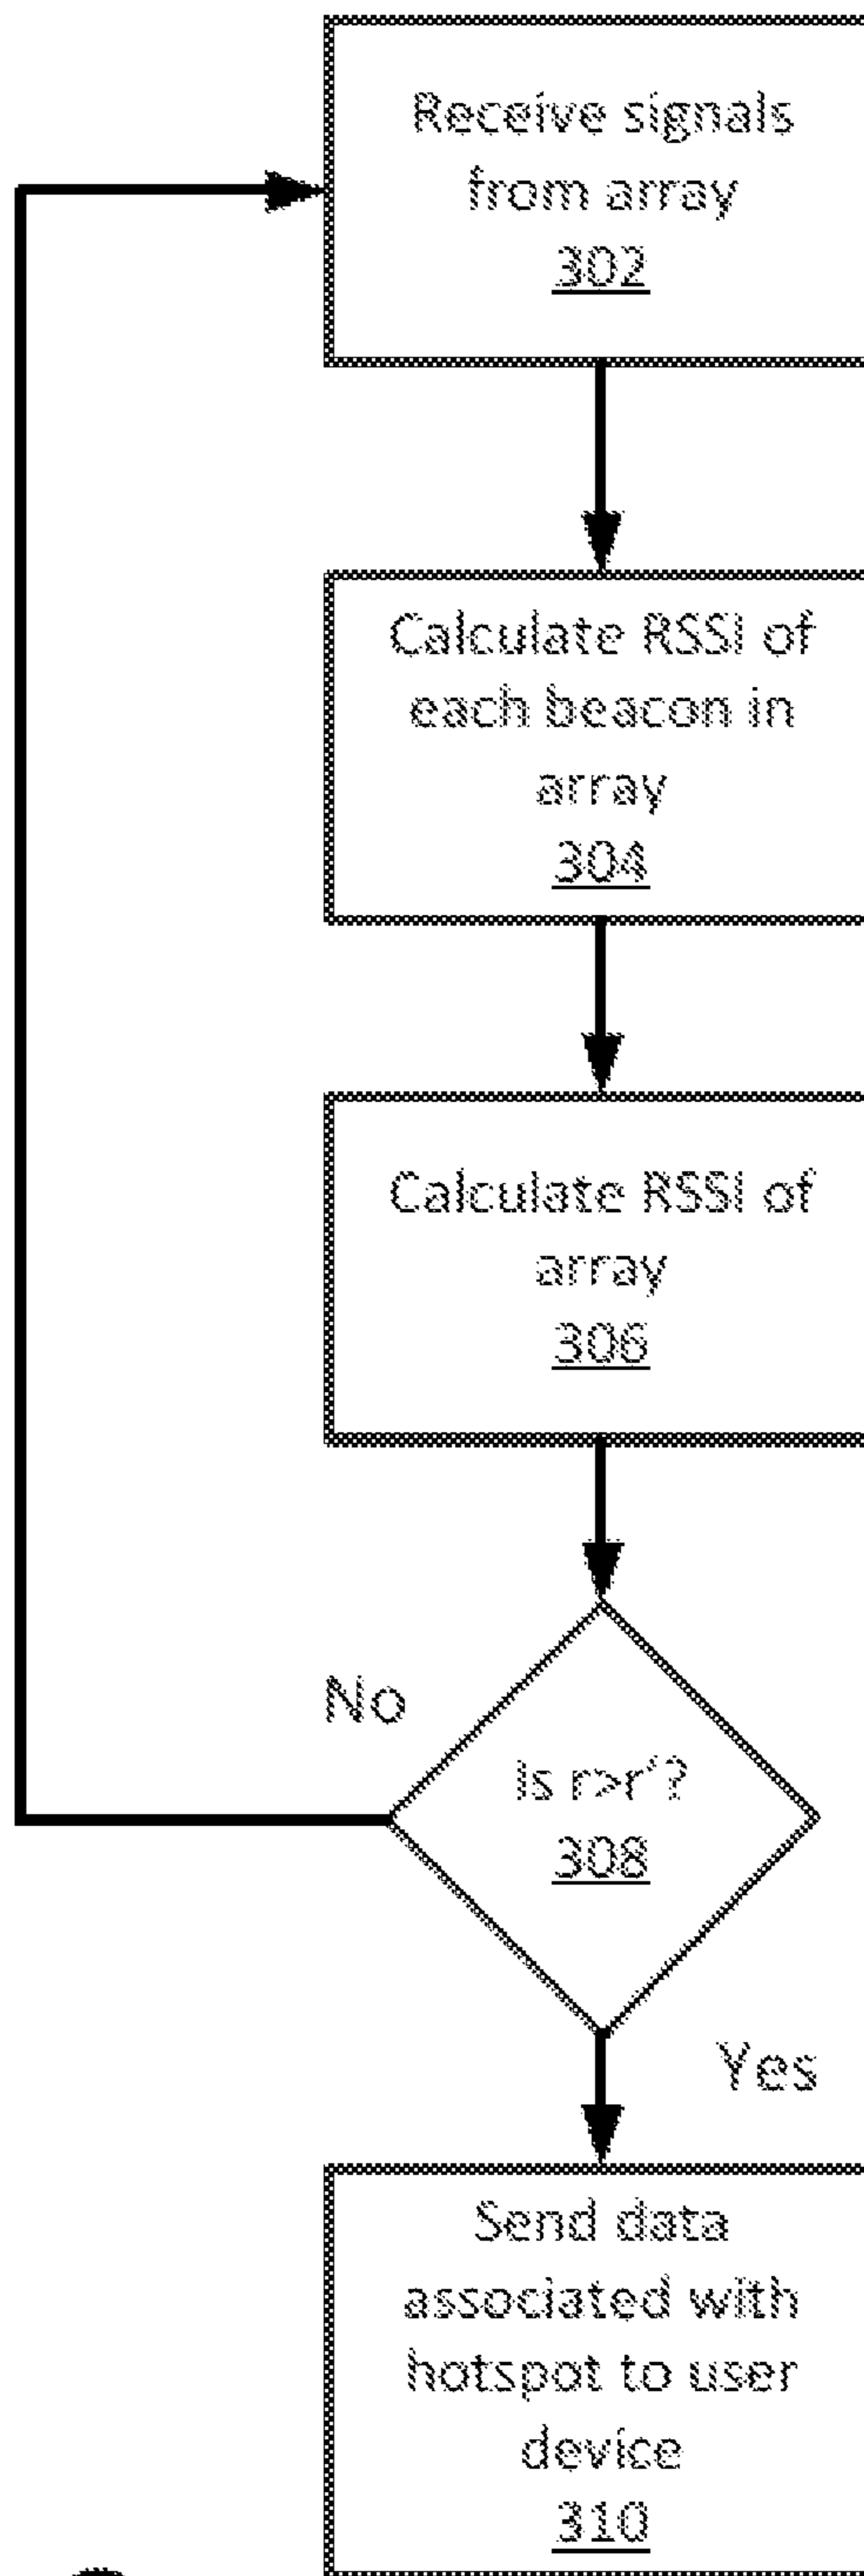 Receive signals
from array
302
Calculate RSSI of
each beacon in
array
304
Calculate RSSI of
array
306
No
Is r>r'?
308
Yes
Send data
associated with
hotspot to user
device
310